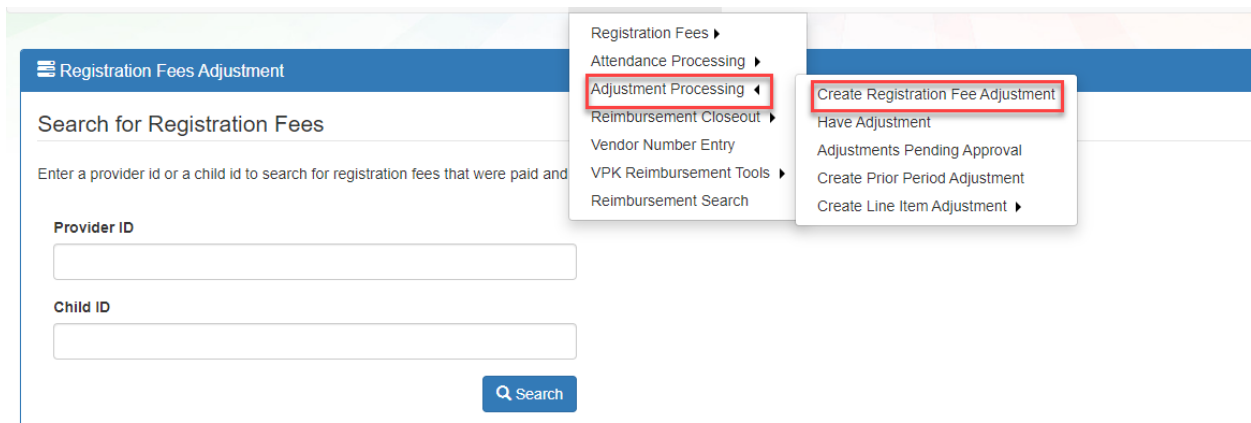 Registration Fees
Attendance Processing
Adjustment Processing
Reimbursement Closeout
Vendor Number Entry
VPK Reimbursement Tools
Reimbursement Search
Create Registration Fee Adjustment
Have Adjustment
Adjustments Pending Approval
Create Prior Period Adjustment
Create Line Item Adjustment
Registration Fees Adjustment
Search for Registration Fees
Enter a provider id or a child id to search for registration fees that were paid and
Provider ID
Child ID
Search